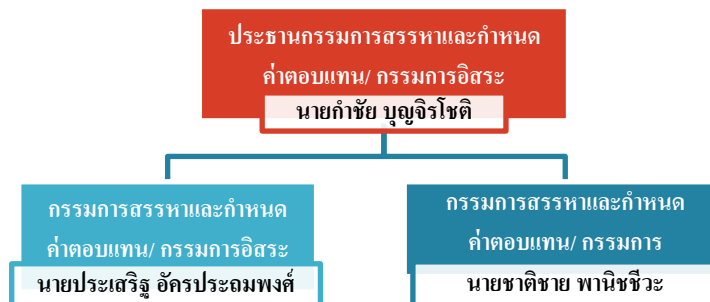 ประธานกรรมการสรรหาและกำหนด
ค่าตอบแทน/ กรรมการอิสระ
นายกำชัย บุญจิรโชติ
กรรมการสรรหาและกำหนด
ค่าตอบแทน/ กรรมการอิสระ
นายประเสริฐ อัครประถมพงศ์
กรรมการสรรหาและกำหนด
ค่าตอบแทน/ กรรมการ
นายชาติชาย พานิชชีวะ